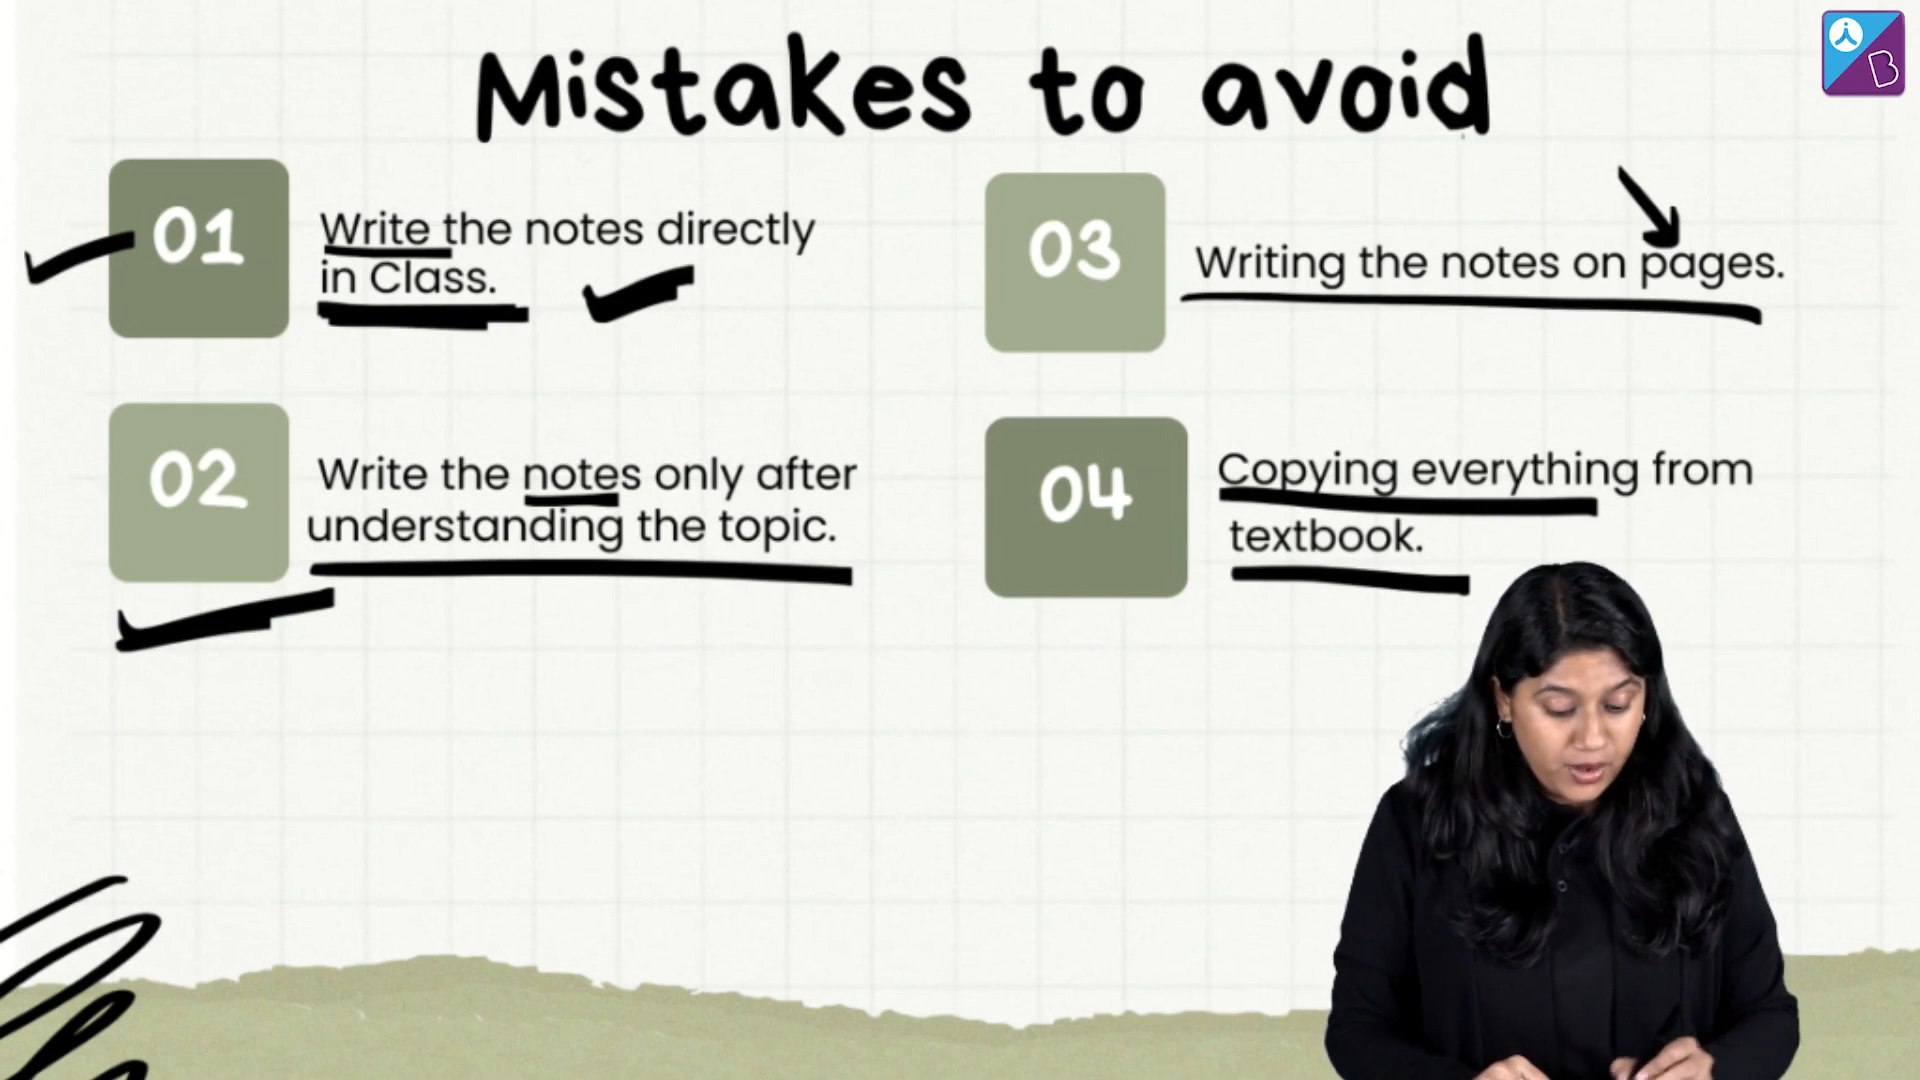 Mistakes to avoid
01
Write the notes directly
in Class.
02
Write the notes only after
understanding the topic.
03
Writing the notes on pages.
04
Copying everything from
textbook.
B